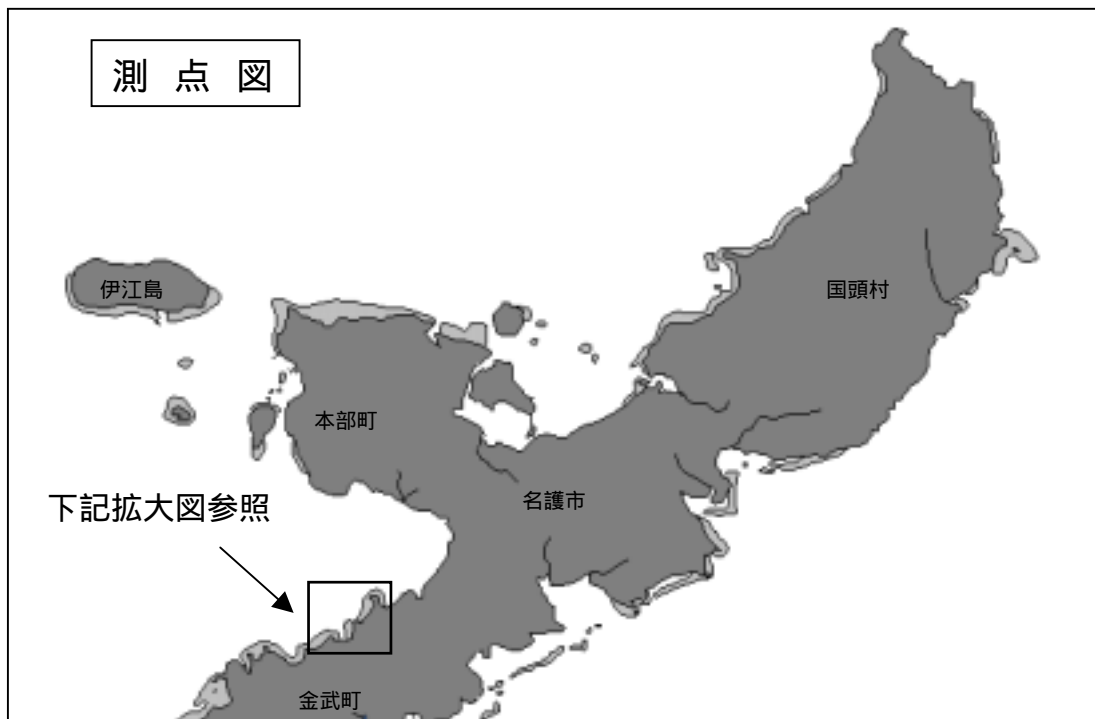 測 点 図
伊江島
国頭村
本部町
名護市
下記拡大図参照
金武町